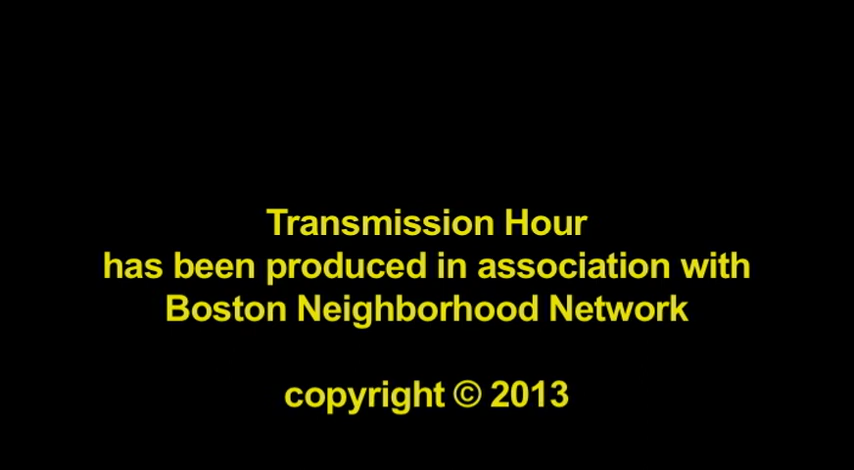 Transmission Hour
has been produced in association with
Boston Neighborhood Network
copyright © 2013